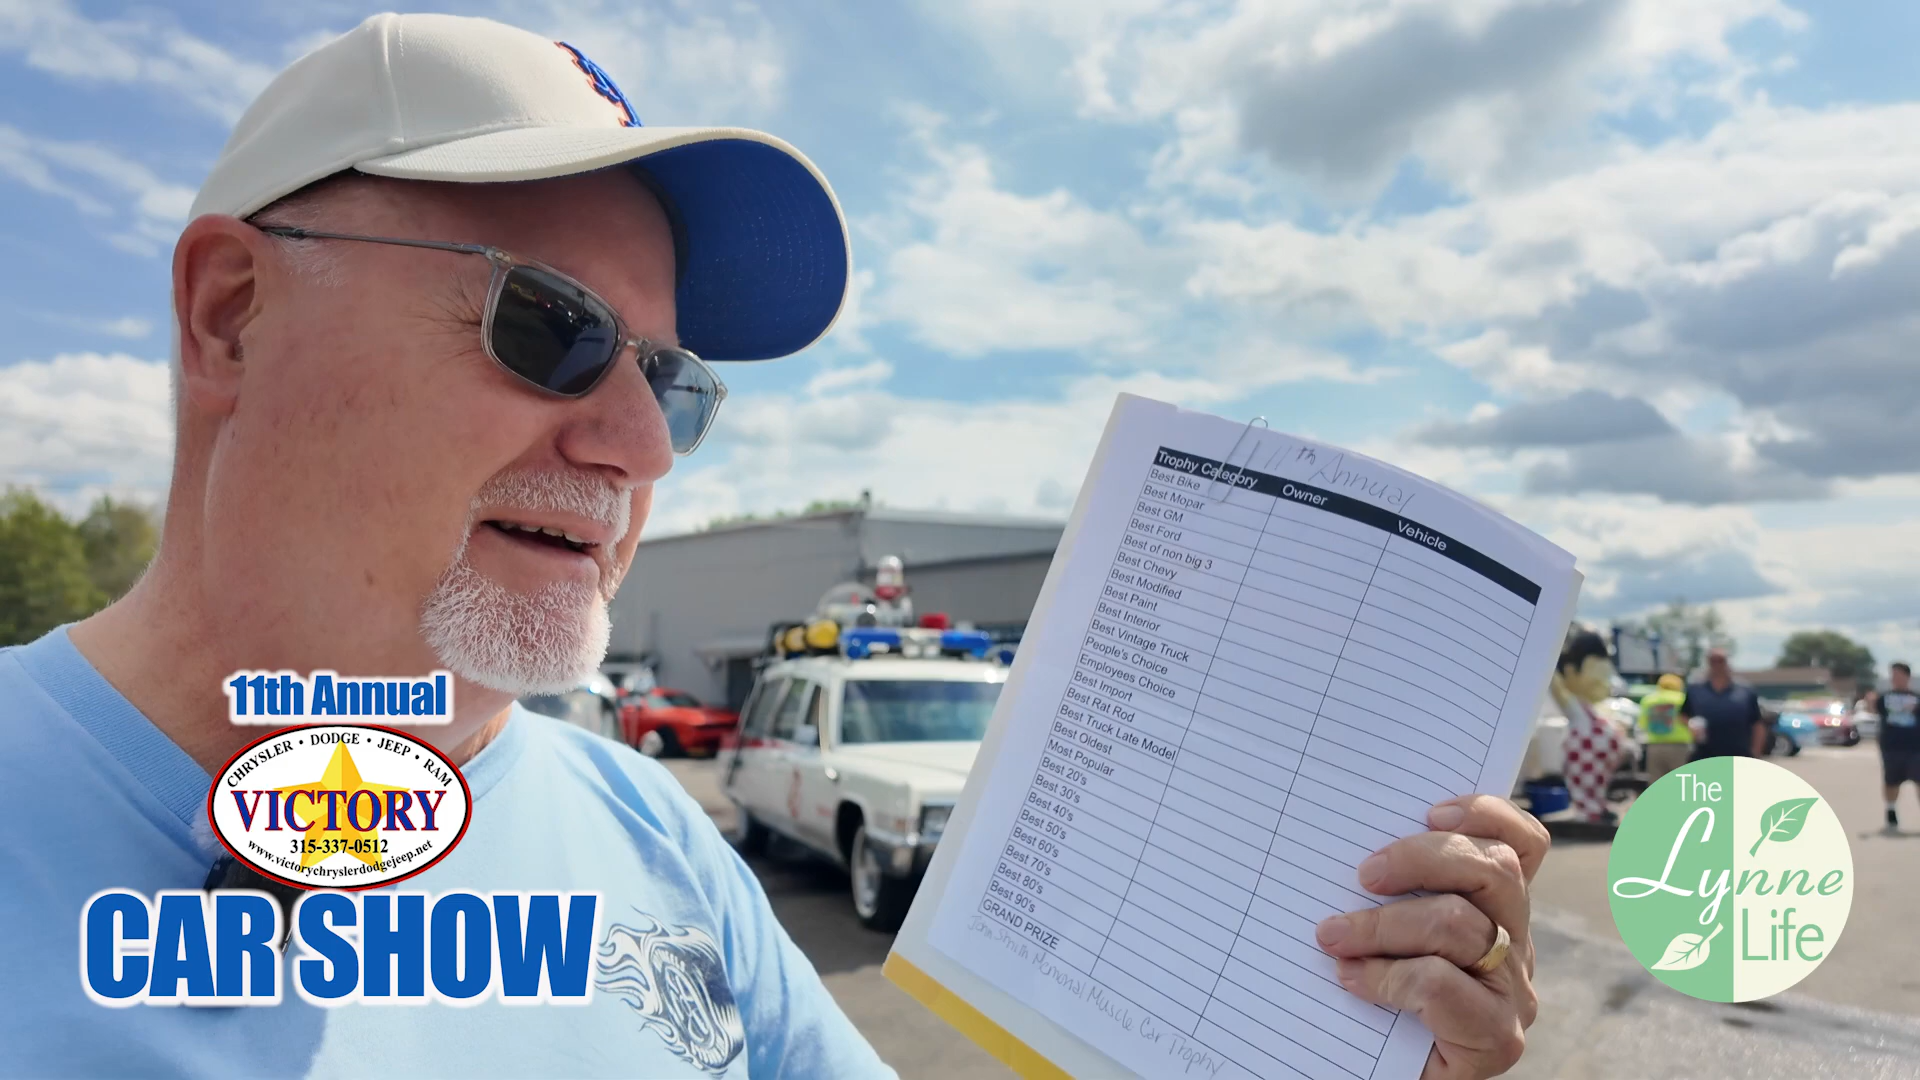 11th Annual
Trophy Category Owner Vehicle
Best Bike
Best Mopar
Best GM
Best Ford
Best of non big 3
Best Chevy
Best Modified
Best Paint
Best Interior
Best Vintage Truck
People's Choice
Employees Choice
Best Import
Best Rat Rod
Best Truck Late Model
Best Oldest
Most Popular
Best 20's
Best 30's
Best 40's
Best 50's
Best 60's
Best 70's
Best 80's
Best 90's
GRAND PRIZE
John Smith Memorial Muscle Car Trophy
11th Annual
CHRYSLER • DODGE • JEEP • RAM
VICTORY
315-337-0512
www.victorychryslerdodgejeep.net
CAR SHOW
The
Lynne
Life